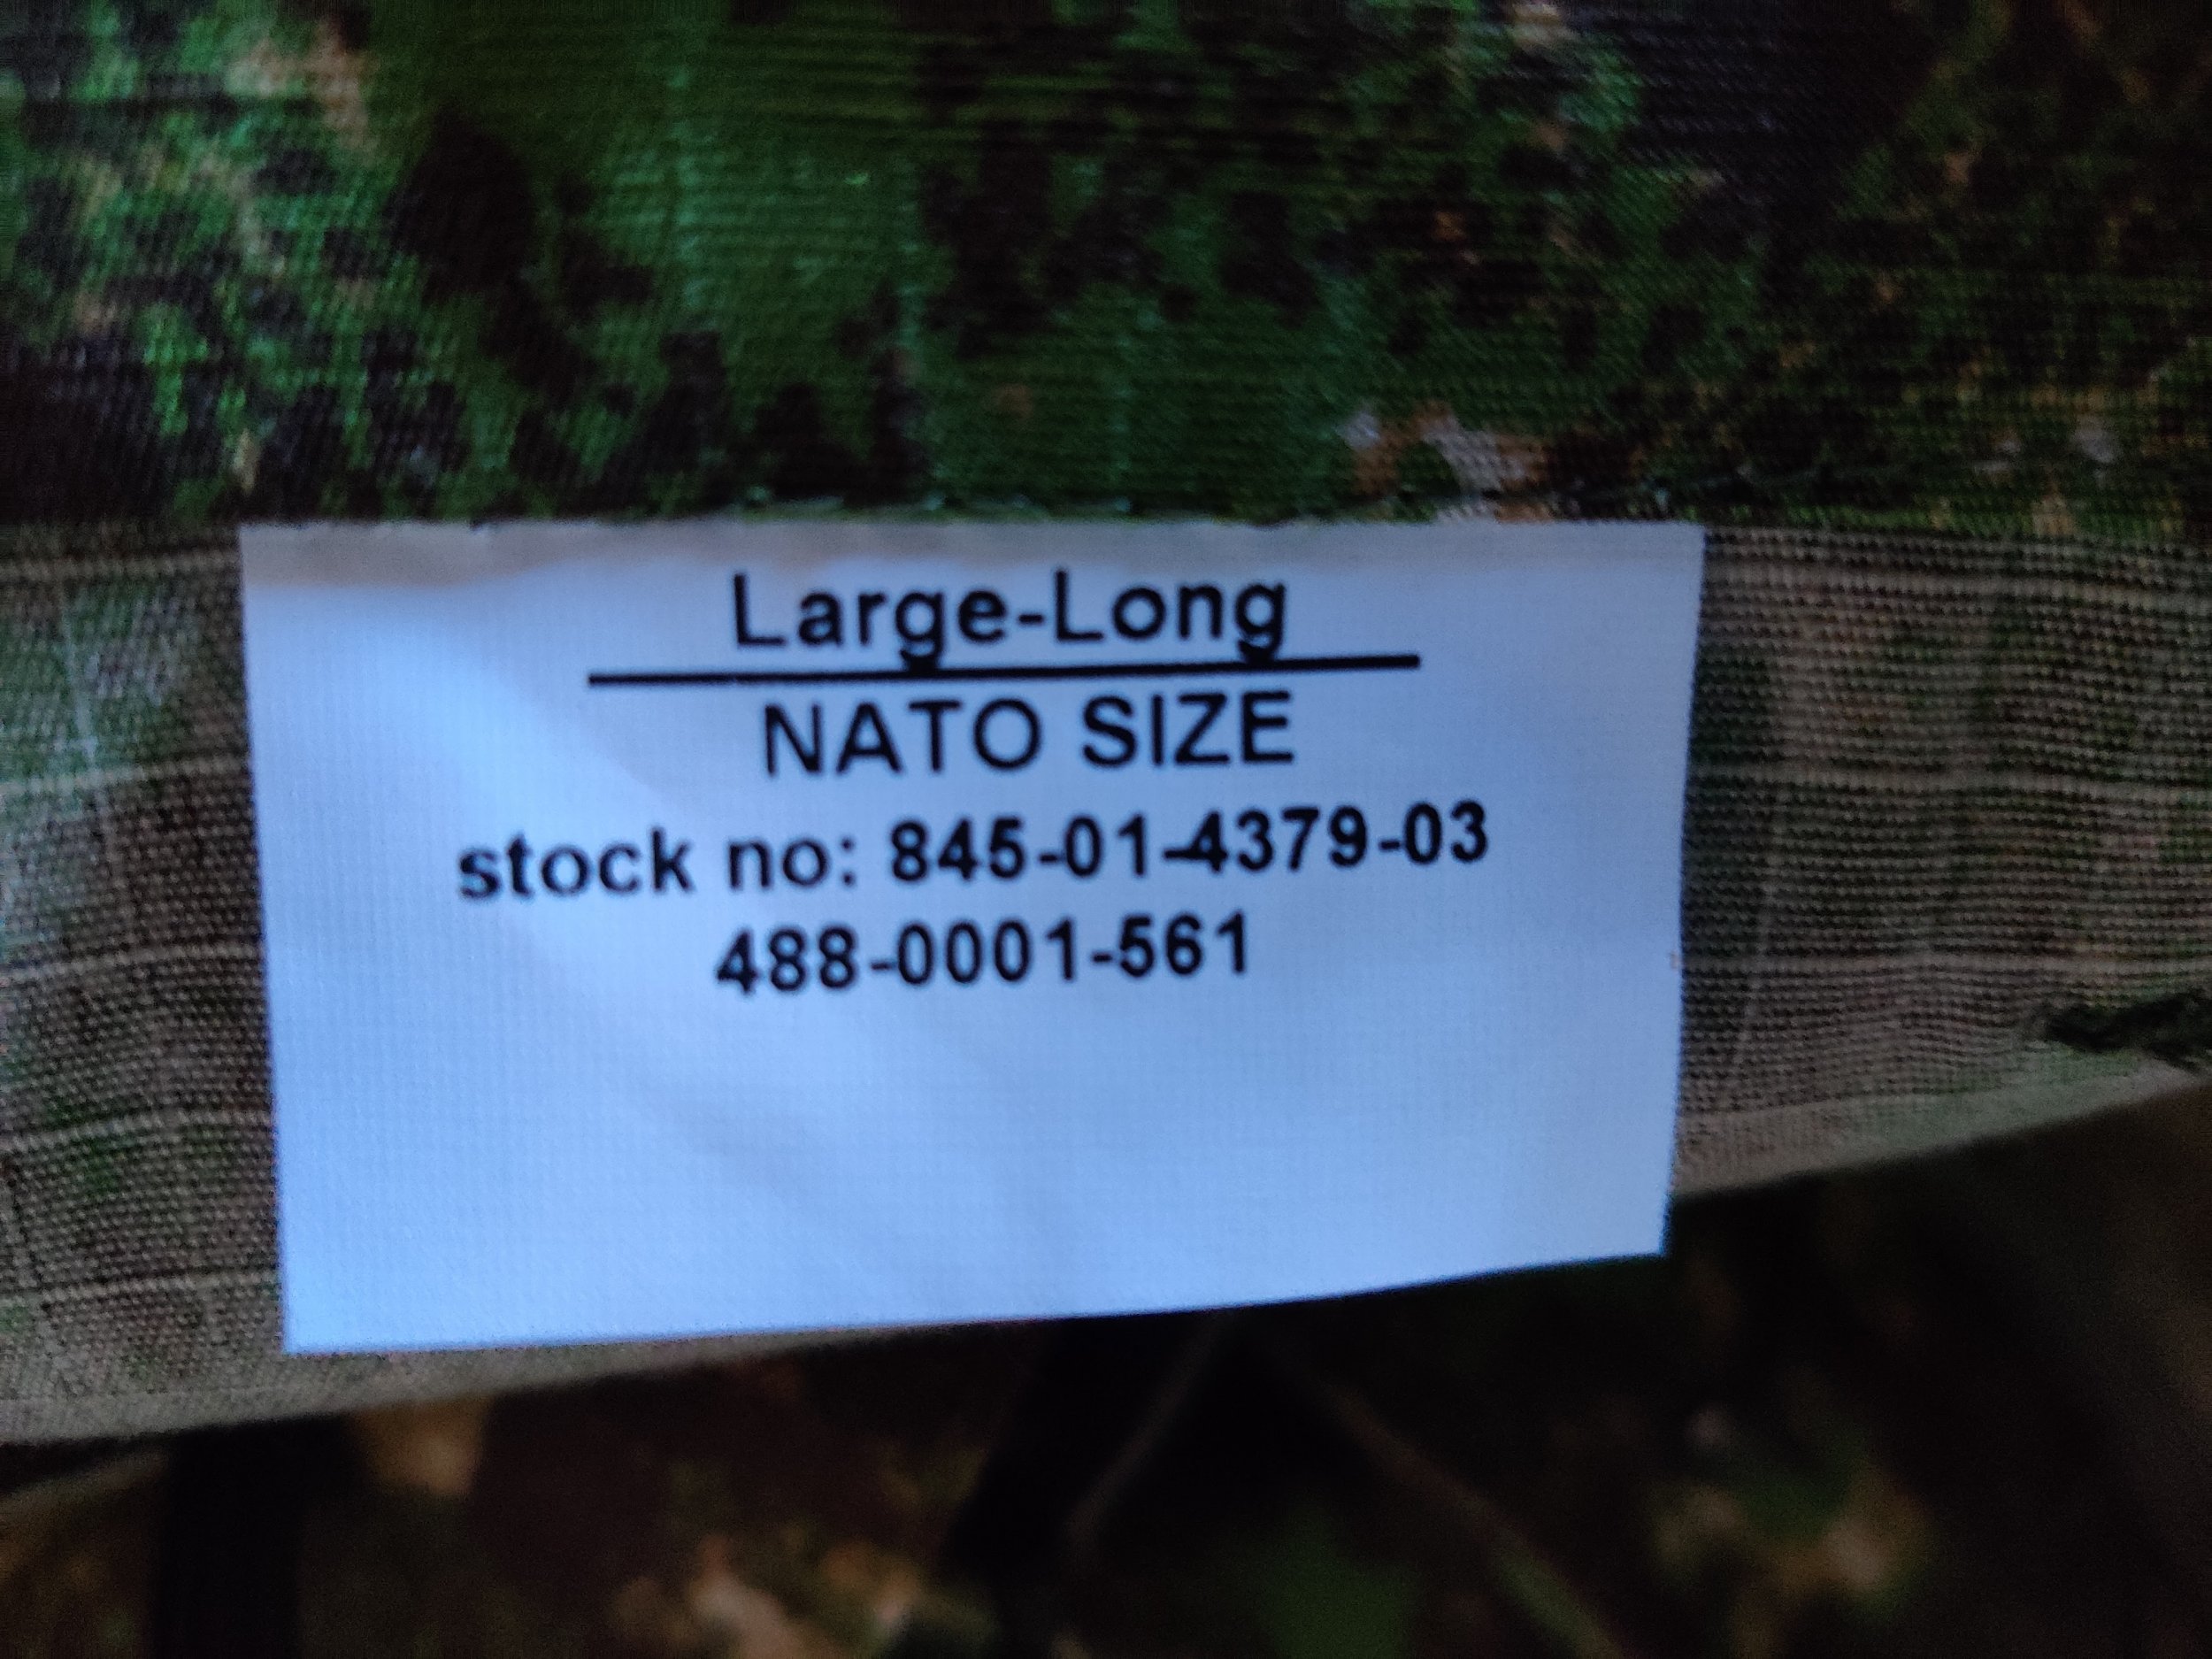 Large-Long
NATO SIZE
stock no: 845-01-4379-03
488-0001-561